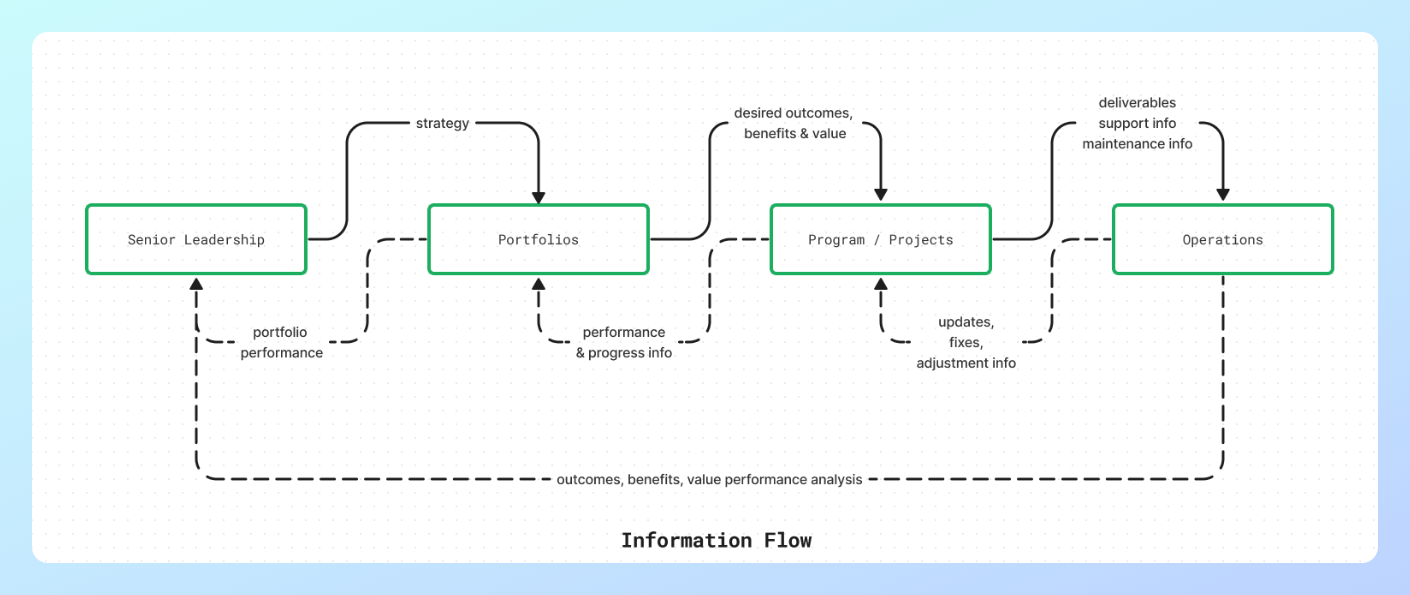 deliverables
desired outcomes,
strategy
support info
benefits & value
maintenance info
Senior Leadership
Portfolios
Program / Projects
Operations
portfolio
performance
performance
& progress info
updates,
fixes,
adjustment info
outcomes, benefits, value performance analysis
Information Flow